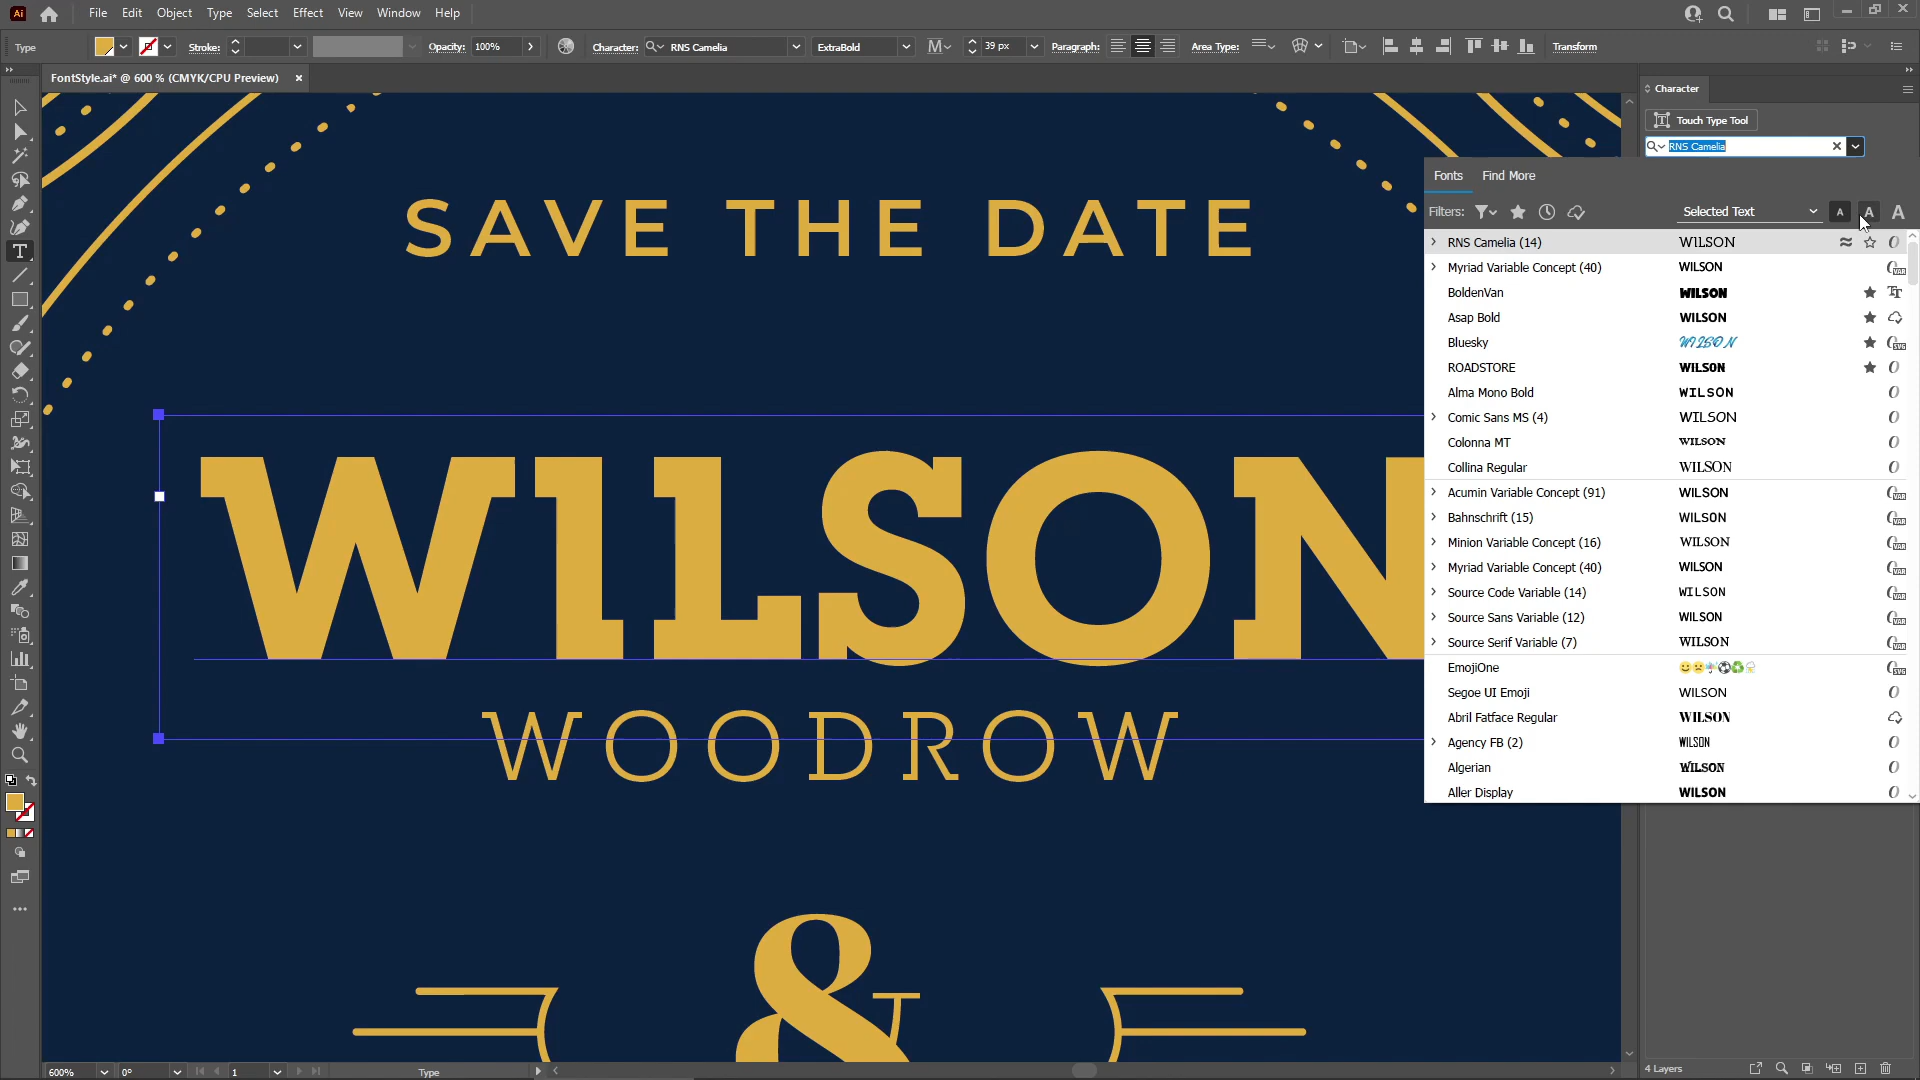 Ai File Edit Object Type Select Effect View Window Help
Type Stroke: Opacity: 100% Character: RNS Camelia ExtraBold 39 px Paragraph: Area Type: Transform
FontStyle.ai* @ 600 % (CMYK/CPU Preview)
Character
Touch Type Tool
RNS Camelia
Fonts Find More
Filters: Selected Text A A A
RNS Camelia (14) WILSON
Myriad Variable Concept (40) WILSON
BoldenVan WILSON
Asap Bold WILSON
Bluesky WILSON
ROADSTORE WILSON
Alma Mono Bold WILSON
Comic Sans MS (4) WILSON
Colonna MT WILSON
Collina Regular WILSON
Acumin Variable Concept (91) WILSON
Bahnschrift (15) WILSON
Minion Variable Concept (16) WILSON
Myriad Variable Concept (40) WILSON
Source Code Variable (14) WILSON
Source Sans Variable (12) WILSON
Source Serif Variable (7) WILSON
EmojiOne
Segoe UI Emoji WILSON
Abril Fatface Regular WILSON
Agency FB (2) WILSON
Algerian WILSON
Aller Display WILSON
SAVE THE DATE
WILSON
WOODROW
&
600% 0° 1 Type
4 Layers